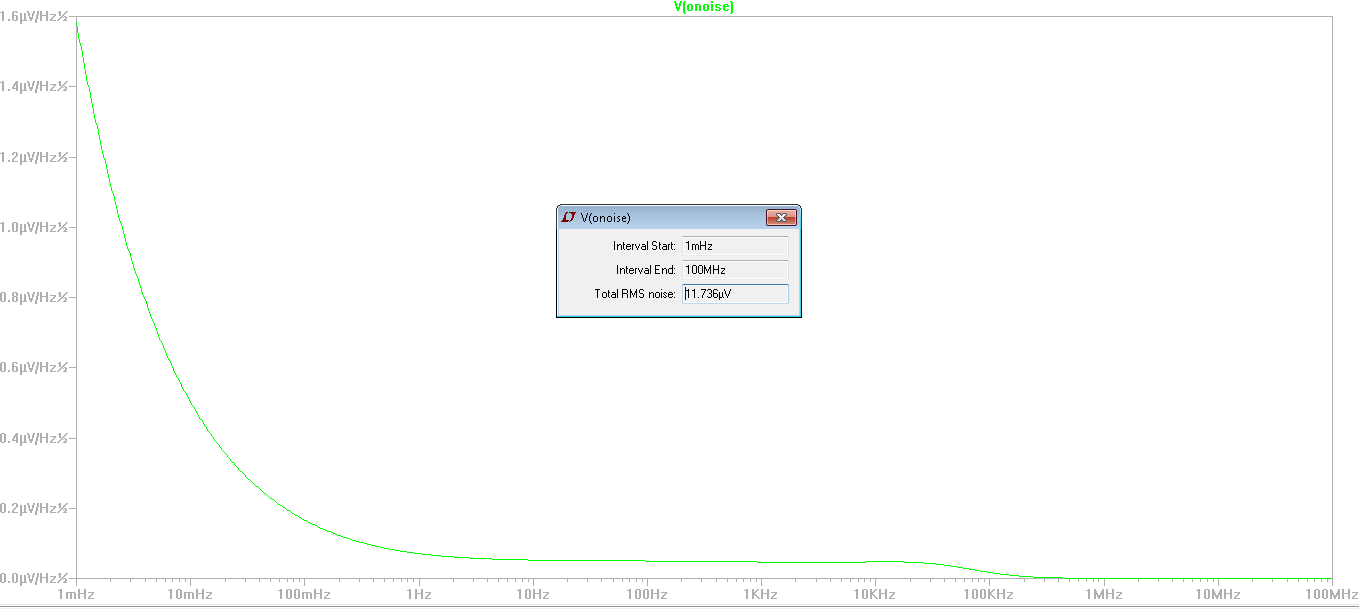 V(onoise)
1.6µV/Hz½
1.4µV/Hz½
1.2µV/Hz½
1.0µV/Hz½
0.8µV/Hz½
0.6µV/Hz½
0.4µV/Hz½
0.2µV/Hz½
0.0µV/Hz½
V(onoise)
Interval Start: 1mHz
Interval End: 100MHz
Total RMS noise: 11.736µV
1mHz 10mHz 100mHz 1Hz 10Hz 100Hz 1KHz 10KHz 100KHz 1MHz 10MHz 100MHz